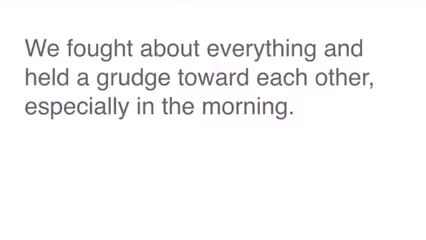 We fought about everything and
held a grudge toward each other,
especially in the morning.